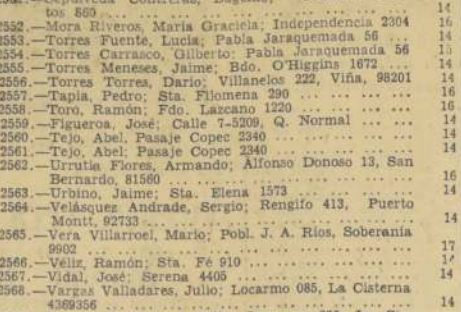 tos 860 ... 14
2552.—Mora Riveros, María Graciela; Independencia 2304 16
2553.—Torres Fuente, Lucía; Pabla Jaraquemada 56 ... 14
2554.—Torres Carrasco, Gilberto; Pabla Jaraquemada 56
2555.—Torres Meneses, Jaime; Bdo. O'Higgins 1672 ... 14
2556.—Torres Torres, Darío; Villanelos 222, Viña, 98201 14
2557.—Tapia, Pedro; Sta. Filomena 290 ... 16
2558.—Toro, Ramón; Fdo. Lazcano 1220 ... 16
2559.—Figueroa, José; Calle 7-5209, Q. Normal ... 14
2560.—Tejo, Abel, Pasaje Copec 2340 ... 14
2561.—Tejo, Abel; Pasaje Copec 2340 ... 14
2562.—Urrutia Flores, Armando; Alfonso Donoso 13, San
Bernardo, 81560 ... 16
2563.—Urbino, Jaime; Sta. Elena 1573 ... 14
2564.—Velásquez Andrade, Sergio; Rengifo 413, Puerto
Montt, 92733 ... 14
2565.—Vera Villarroel, Mario; Pobl. J. A. Ríos, Soberanía
9902 ... 17
2566.—Véliz, Ramón; Sta. Fé 910 ...
2567.—Vidal, José; Serena 4405 ... 14
2568.—Vargas Valladares, Julio; Locarmo 085, La Cisterna
4369356 ... 14